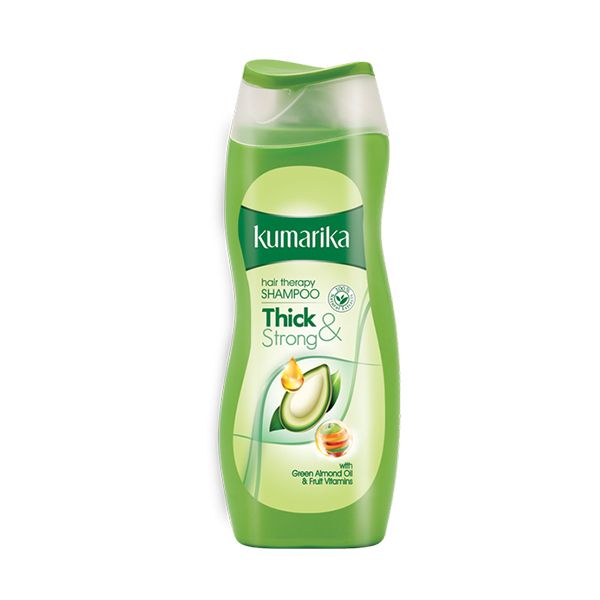 kumarika
hair therapy
SHAMPOO
Thick
& Strong
with
Green Almond Oil
& Fruit Vitamins